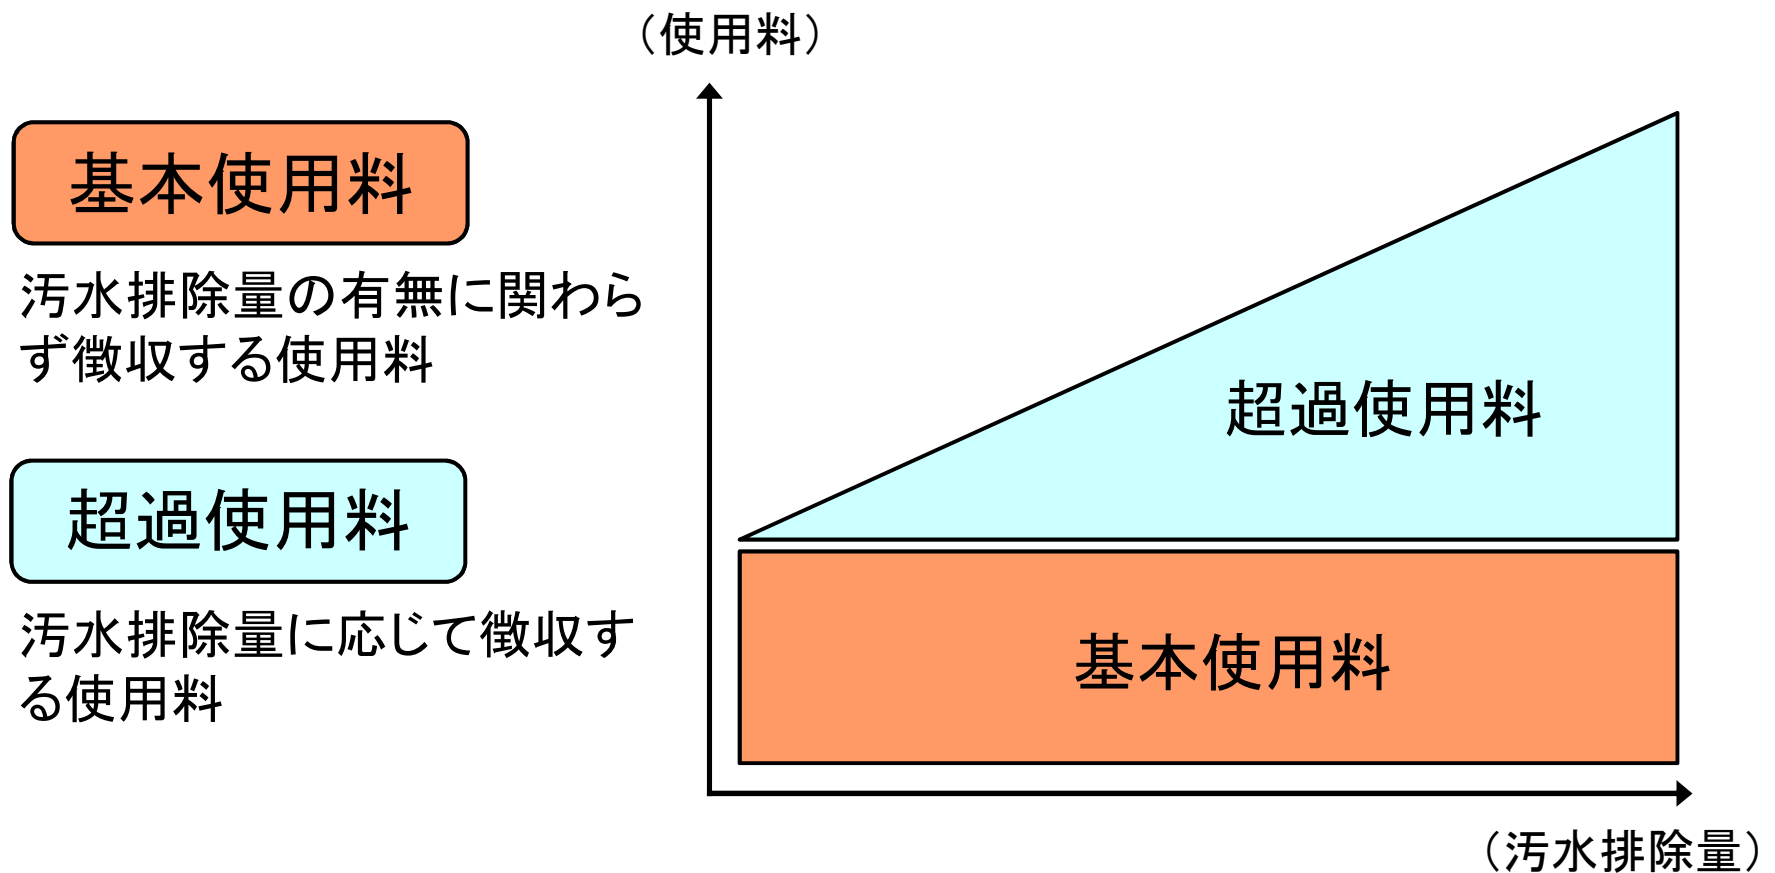 （使用料）
基本使用料
汚水排除量の有無に関わら
ず徴収する使用料
超過使用料
汚水排除量に応じて徴収す
る使用料
超過使用料
基本使用料
（汚水排除量）